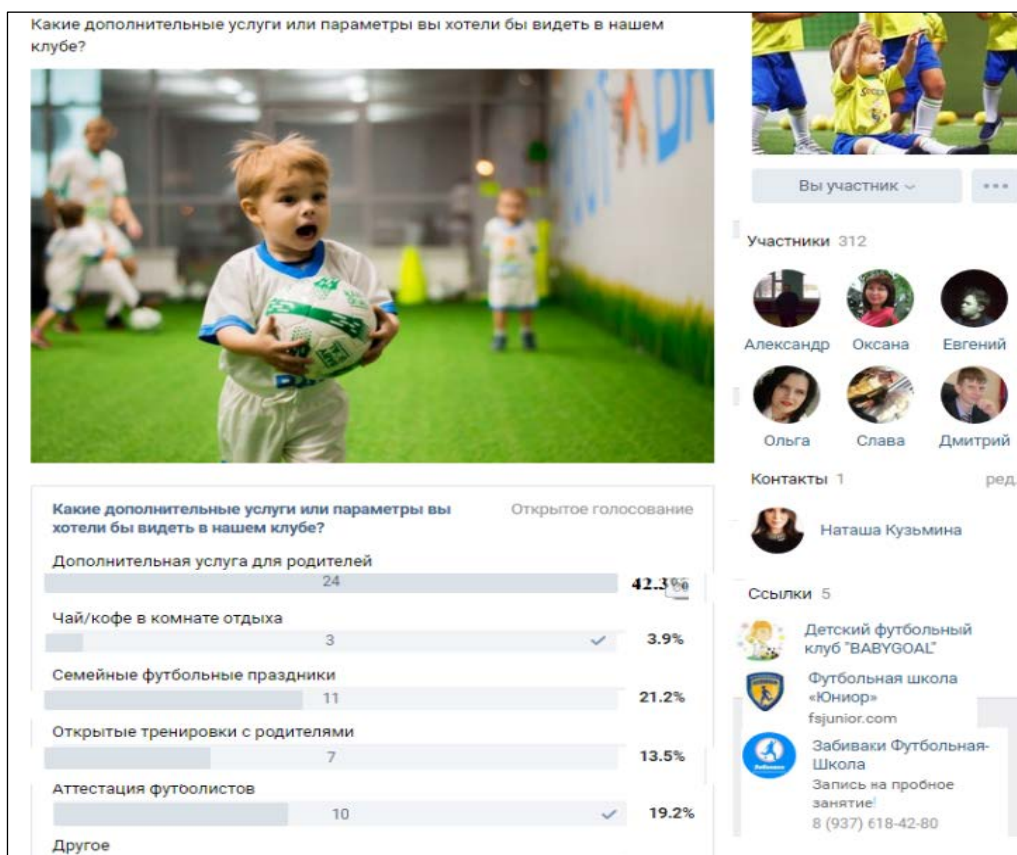 Какие дополнительные услуги или параметры вы хотели бы видеть в нашем
клубе?
Какие дополнительные услуги или параметры вы
хотели бы видеть в нашем клубе?
Открытое голосование
Дополнительная услуга для родителей
24
42.3%
Чай/кофе в комнате отдыха
3
3.9%
Семейные футбольные праздники
11
21.2%
Открытые тренировки с родителями
7
13.5%
Аттестация футболистов
10
19.2%
Другое
Вы участник
Участники 312
Александр Оксана Евгений
Ольга Слава Дмитрий
Контакты 1
ред.
Наташа Кузьмина
Ссылки 5
Детский футбольный
клуб "BABYGOAL"
Футбольная школа
«Юниор»
fsjunior.com
Забиваки Футбольная-
Школа
Запись на пробное
занятие!
8 (937) 618-42-80